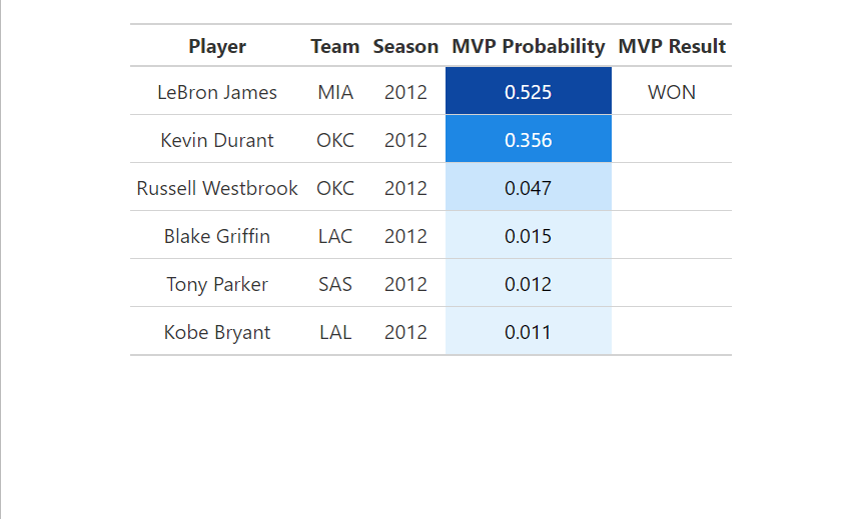 Player Team Season MVP Probability MVP Result
LeBron James MIA 2012 0.525 WON
Kevin Durant OKC 2012 0.356
Russell Westbrook OKC 2012 0.047
Blake Griffin LAC 2012 0.015
Tony Parker SAS 2012 0.012
Kobe Bryant LAL 2012 0.011